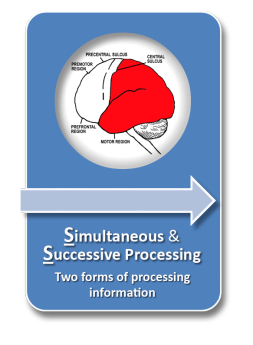 PRECENTRAL SULCUS
PREMOTOR
REGION
CENTRAL
SULCUS
PREFRONTAL
REGION
MOTOR REGION
Simultaneous &
Successive Processing
Two forms of processing
information